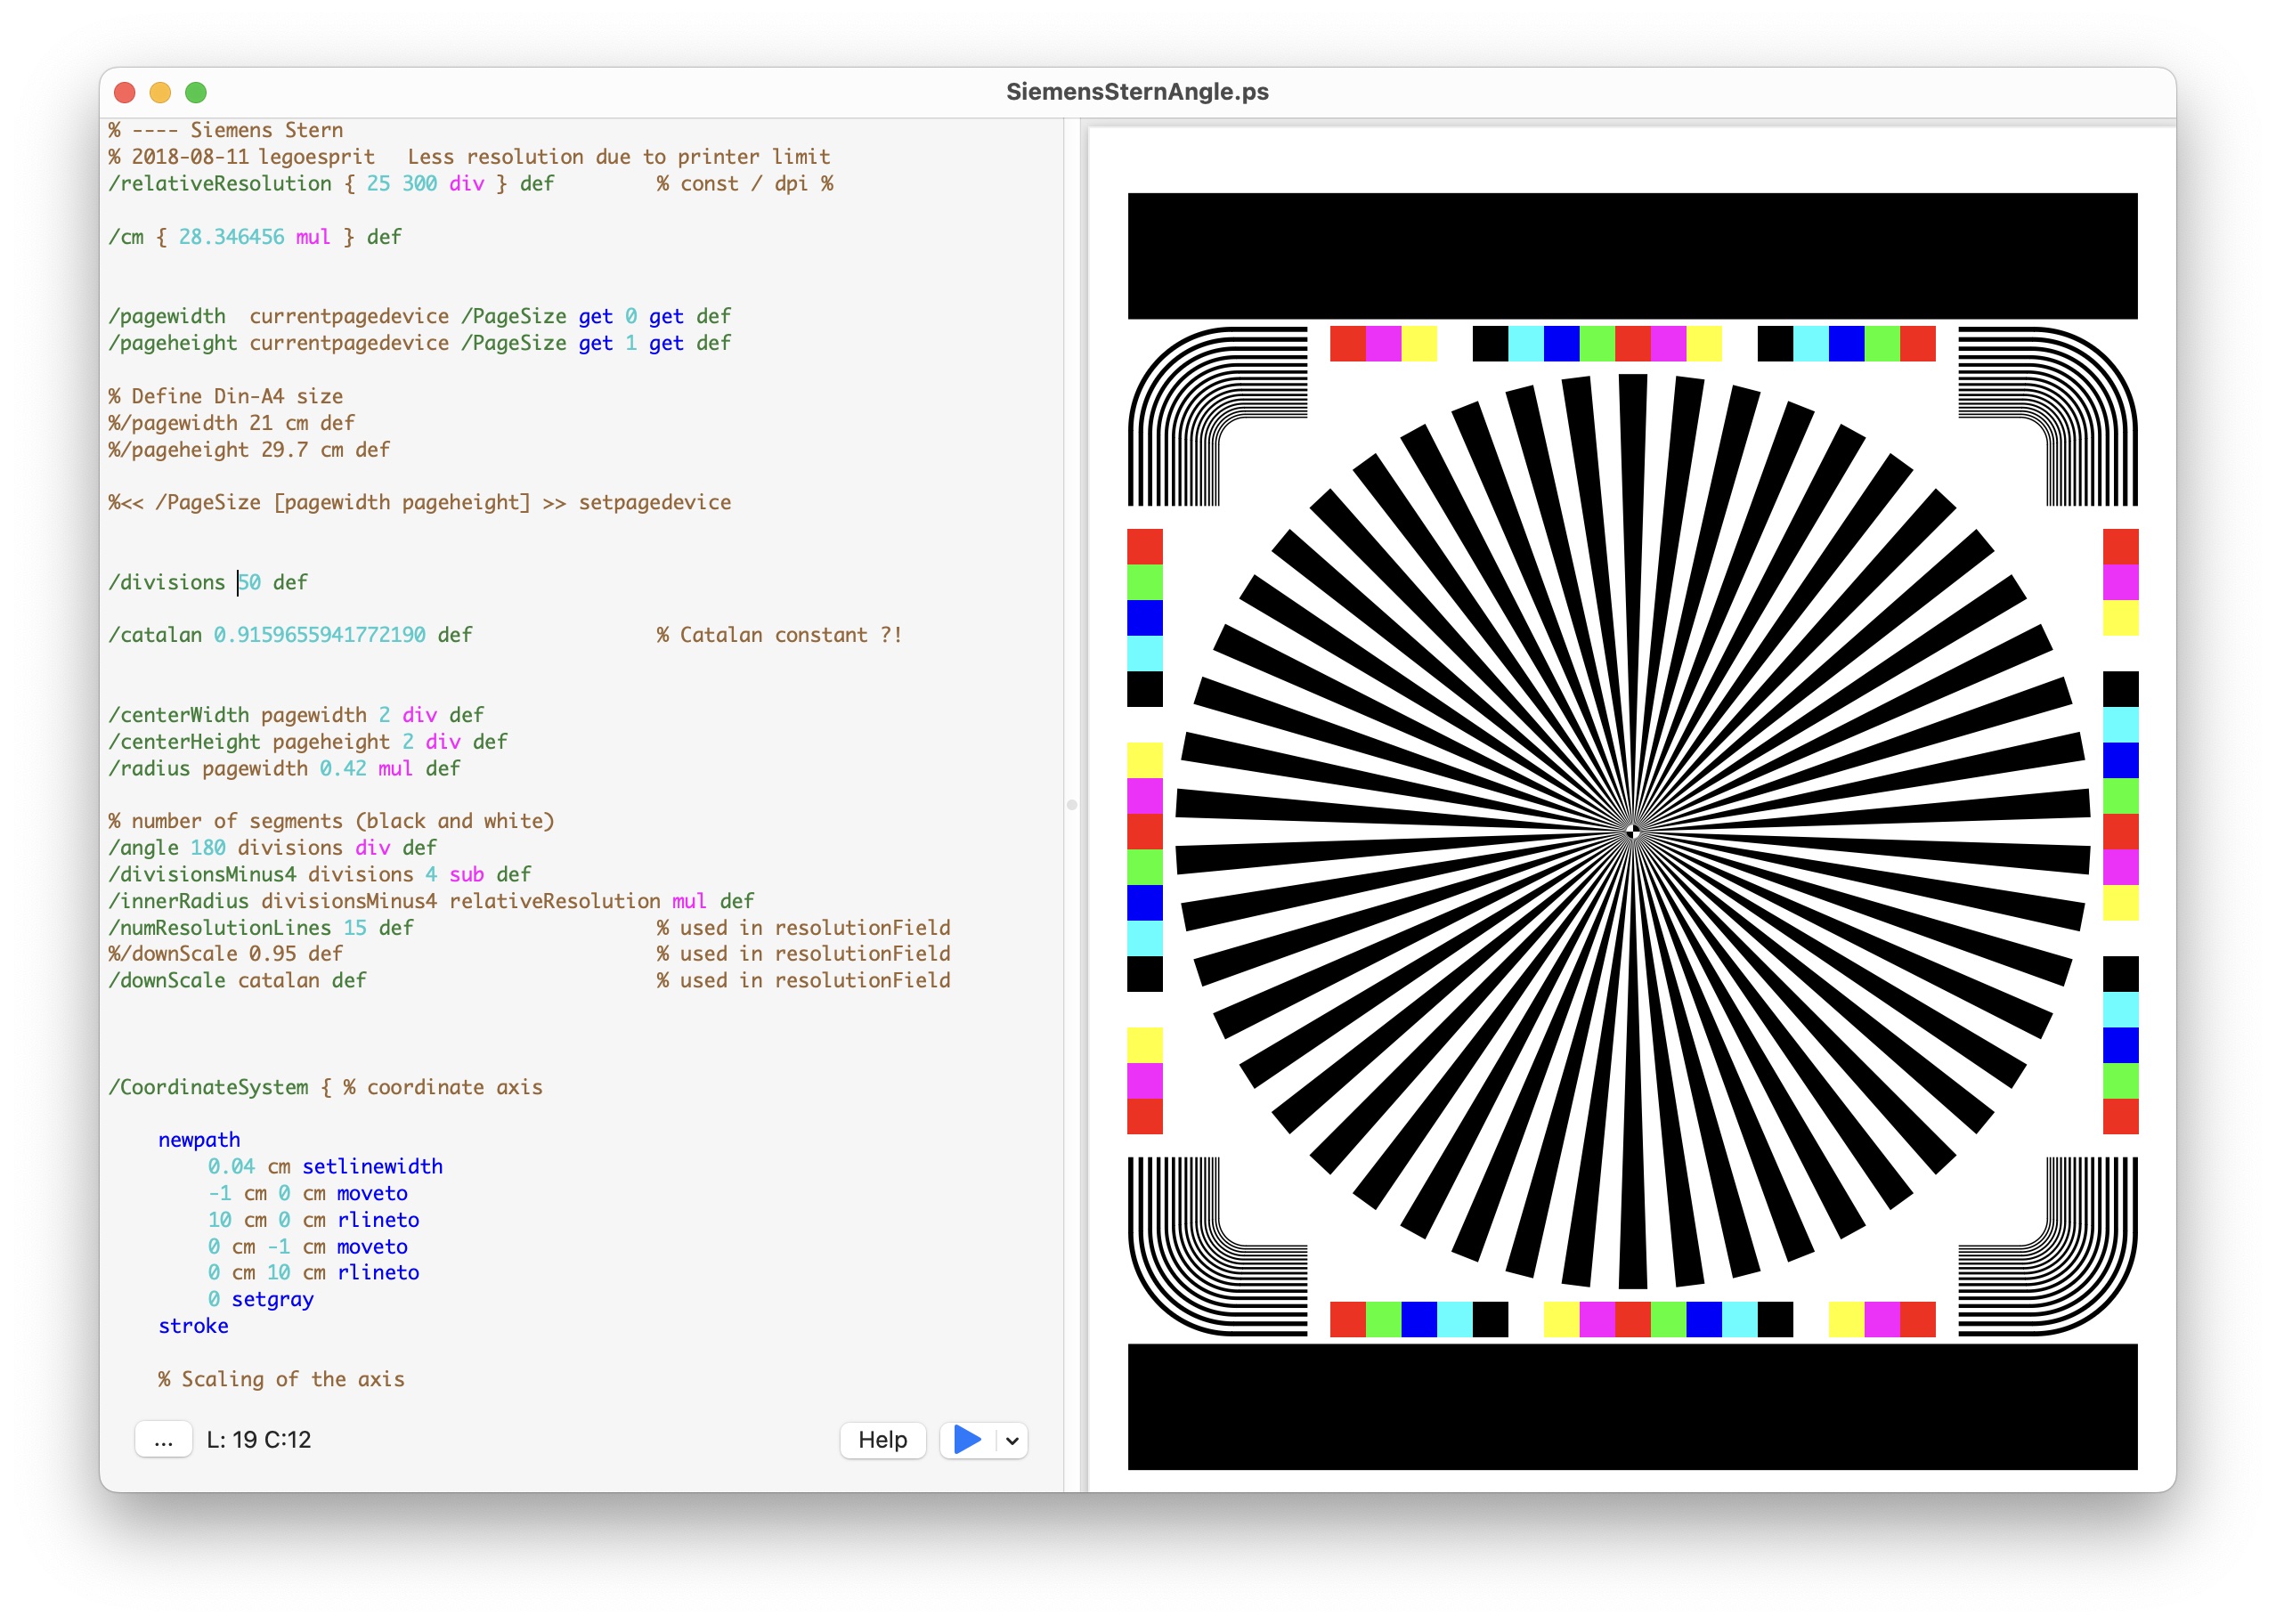 SiemensSternAngle.ps
% ---- Siemens Stern
% 2018-08-11 legoesprit   Less resolution due to printer limit
/relativeResolution { 25 300 div } def         % const / dpi %
/cm { 28.346456 mul } def
/pagewidth  currentpagedevice /PageSize get 0 get def
/pageheight currentpagedevice /PageSize get 1 get def
% Define Din-A4 size
%/pagewidth 21 cm def
%/pageheight 29.7 cm def
%<< /PageSize [pagewidth pageheight] >> setpagedevice
/divisions 50 def
/catalan 0.9159655941772190 def                % Catalan constant ?!
/centerWidth pagewidth 2 div def
/centerHeight pageheight 2 div def
/radius pagewidth 0.42 mul def
% number of segments (black and white)
/angle 180 divisions div def
/divisionsMinus4 divisions 4 sub def
/innerRadius divisionsMinus4 relativeResolution mul def
/numResolutionLines 15 def                     % used in resolutionField
%/downScale 0.95 def                           % used in resolutionField
/downScale catalan def                         % used in resolutionField
/CoordinateSystem { % coordinate axis
newpath
0.04 cm setlinewidth
-1 cm 0 cm moveto
10 cm 0 cm rlineto
0 cm -1 cm moveto
0 cm 10 cm rlineto
0 setgray
stroke
% Scaling of the axis
... L: 19 C:12 Help